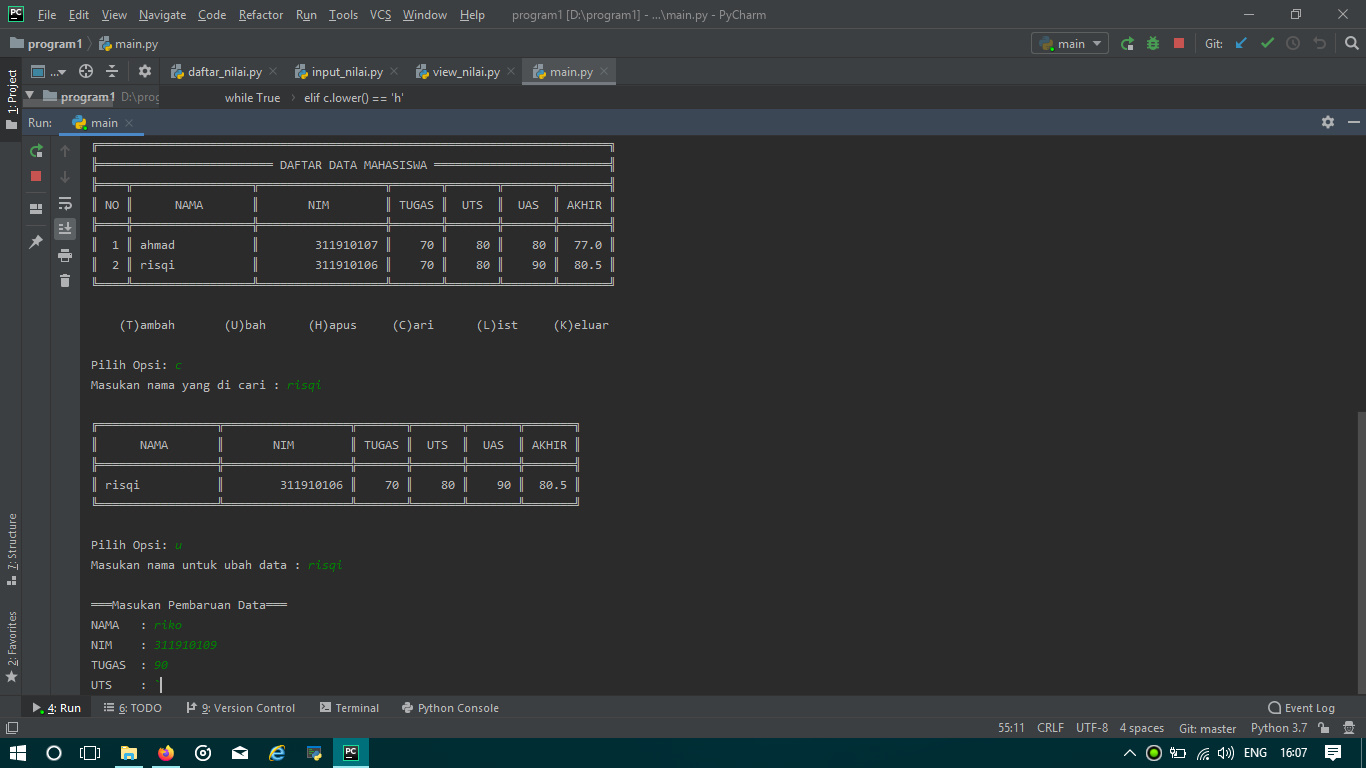 File Edit View Navigate Code Refactor Run Tools VCS Window Help program1 [D:\program1] - ...\main.py - PyCharm
program1 main.py main Git:
... daftar_nilai.py input_nilai.py view_nilai.py main.py
1: Project
program1 D:\prog while True elif c.lower() == 'h'
Run: main
DAFTAR DATA MAHASISWA
NO NAMA NIM TUGAS UTS UAS AKHIR
1 ahmad 311910107 70 80 80 77.0
2 risqi 311910106 70 80 90 80.5
(T)ambah (U)bah (H)apus (C)ari (L)ist (K)eluar
Pilih Opsi: c
Masukan nama yang di cari : risqi
NAMA NIM TUGAS UTS UAS AKHIR
risqi 311910106 70 80 90 80.5
Pilih Opsi: u
Masukan nama untuk ubah data : risqi
═══Masukan Pembaruan Data═══
NAMA : riko
NIM : 311910109
TUGAS : 90
UTS :
7: Structure
2: Favorites
4: Run 6: TODO 9: Version Control Terminal Python Console Event Log
55:11 CRLF UTF-8 4 spaces Git: master Python 3.7
PC ENG 16:07